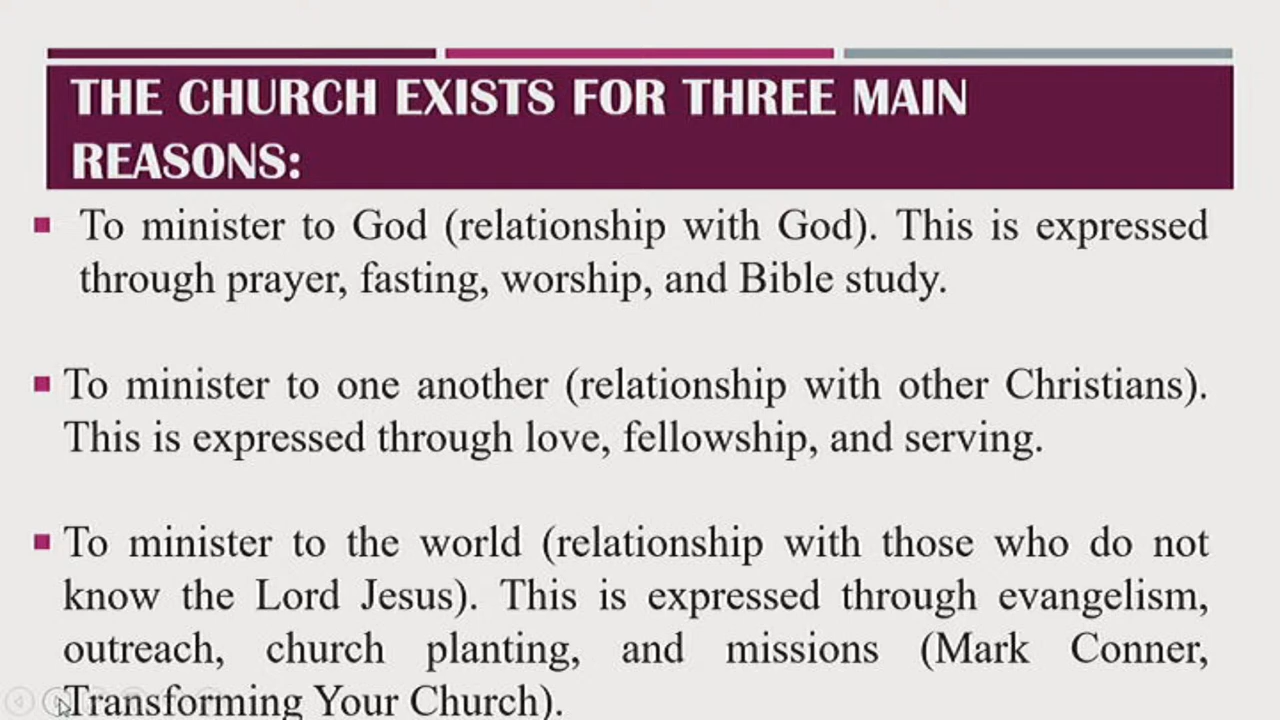 THE CHURCH EXISTS FOR THREE MAIN
REASONS:
To minister to God (relationship with God). This is expressed
through prayer, fasting, worship, and Bible study.
To minister to one another (relationship with other Christians).
This is expressed through love, fellowship, and serving.
To minister to the world (relationship with those who do not
know the Lord Jesus). This is expressed through evangelism,
outreach, church planting, and missions (Mark Conner,
Transforming Your Church).